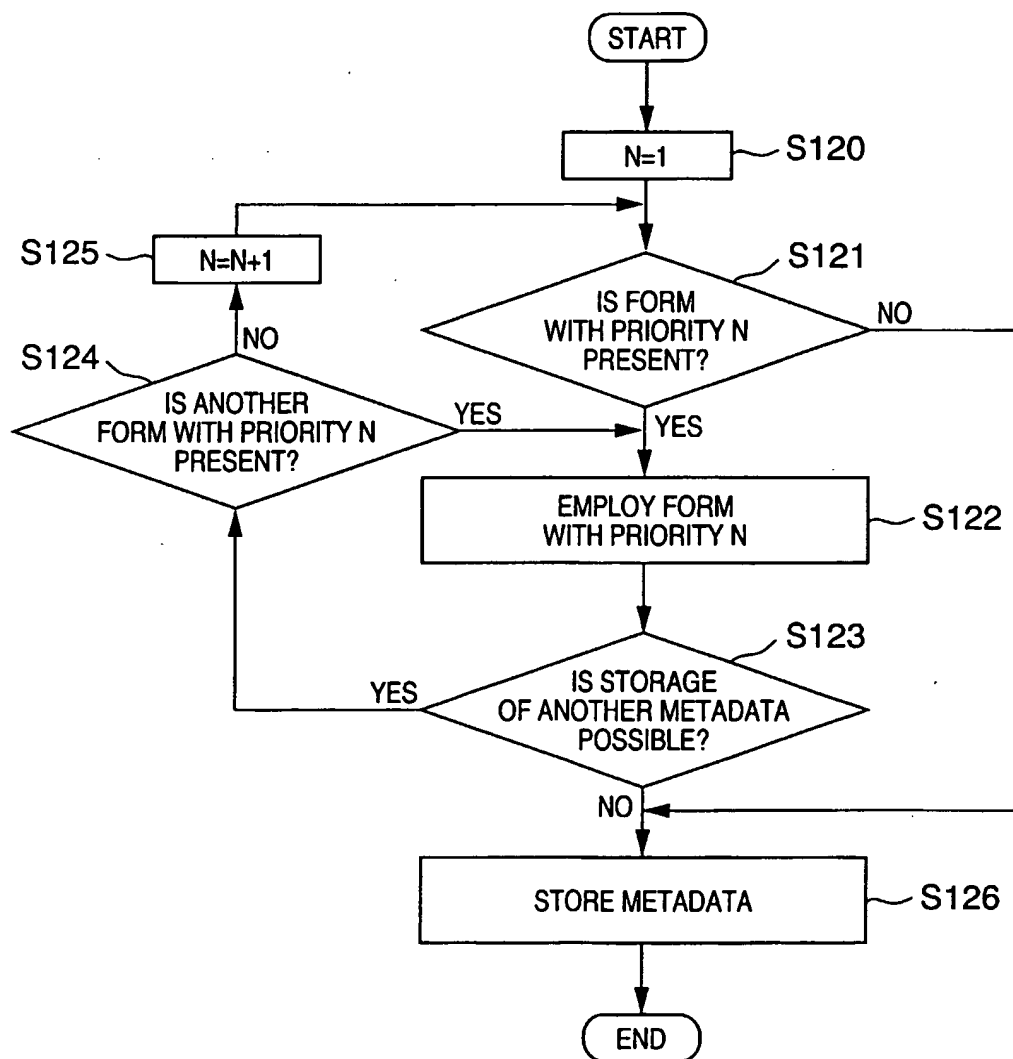 START
N=1
S120
S125
N=N+1
S121
IS FORM
WITH PRIORITY N
PRESENT?
NO
S124
NO
IS ANOTHER
FORM WITH PRIORITY N
PRESENT?
YES
YES
EMPLOY FORM
WITH PRIORITY N
S122
S123
YES
IS STORAGE
OF ANOTHER METADATA
POSSIBLE?
NO
STORE METADATA
S126
END